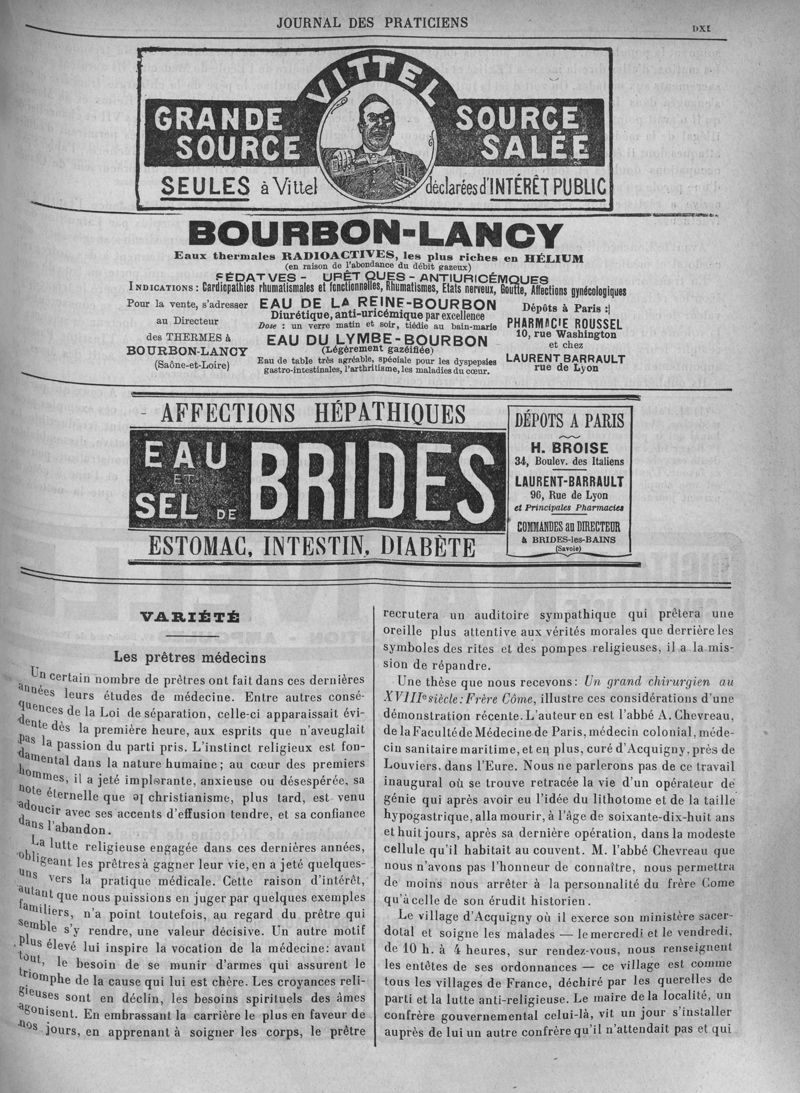 JOURNAL DES PRATICIENS
DXI
VITTEL
GRANDE
SOURCE
SOURCE
SALÉE
SEULES à Vittel
déclarées d'INTÉRÊT PUBLIC
BOURBON-LANCY
Eaux thermales RADIOACTIVES, les plus riches en HÉLIUM
(en raison de l'abondance du débit gazeux)
FÉDATVES - URÊT QUES - ANTIURICÉMQUES
INDICATIONS : Cardiopathies rhumatismales et fonctionnelles, Rhumatismes, Etats nerveux, Goutte, Affections gynécologiques
Pour la vente, s'adresser
au Directeur
des THERMES à
BOURBON-LANCY
(Saône-et-Loire)
EAU DE LA REINE-BOURBON
Diurétique, anti-uricémique par excellence
Dose : un verre matin et soir, tiédie au bain-marie
EAU DU LYMBE-BOURBON
(Légèrement gazéifiée)
Eau de table très agréable, spéciale pour les dyspepsies
gastro-intestinales, l'arthritisme, les maladies du cœur.
Dépôts à Paris :
PHARMACIE ROUSSEL
10, rue Washington
et chez
LAURENT BARRAULT
rue de Lyon
AFFECTIONS HÉPATHIQUES
EAU
ET
SEL DE
BRIDES
ESTOMAC, INTESTIN, DIABÈTE
DÉPOTS A PARIS
H. BROISE
34, Boulev. des Italiens
LAURENT-BARRAULT
96, Rue de Lyon
et Principales Pharmacies
COMMANDES au DIRECTEUR
à BRIDES-les-BAINS
(Savoie)
VARIÉTÉ
Les prêtres médecins
Un certain nombre de prêtres ont fait dans ces dernières
années leurs études de médecine. Entre autres consé-
quences de la Loi de séparation, celle-ci apparaissait évi-
dente dès la première heure, aux esprits que n'aveuglait
pas la passion du parti pris. L'instinct religieux est fon-
damental dans la nature humaine ; au cœur des premiers
hommes, il a jeté implorante, anxieuse ou désespérée, sa
note éternelle que el christianisme, plus tard, est venu
adoucir avec ses accents d'effusion tendre, et sa confiance
dans l'abandon.
La lutte religieuse engagée dans ces dernières années,
obligeant les prêtres à gagner leur vie, en a jeté quelques-
uns vers la pratique médicale. Cette raison d'intérêt,
autant que nous puissions en juger par quelques exemples
familiers, n'a point toutefois, au regard du prêtre qui
semble s'y rendre, une valeur décisive. Un autre motif
plus élevé lui inspire la vocation de la médecine: avant
tout, le besoin de se munir d'armes qui assurent le
triomphe de la cause qui lui est chère. Les croyances reli-
gieuses sont en déclin, les besoins spirituels des âmes
agonisent. En embrassant la carrière le plus en faveur de
nos jours, en apprenant à soigner les corps, le prêtre
recrutera un auditoire sympathique qui prêtera une
oreille plus attentive aux vérités morales que derrière les
symboles des rites et des pompes religieuses, il a la mis-
sion de répandre.
Une thèse que nous recevons : Un grand chirurgien au
XVIIIe siècle : Frère Côme, illustre ces considérations d'une
démonstration récente. L'auteur en est l'abbé A. Chevreau,
de la Faculté de Médecine de Paris, médecin colonial, méde-
cin sanitaire maritime, et en plus, curé d'Acquigny, près de
Louviers, dans l'Eure. Nous ne parlerons pas de ce travail
inaugural où se trouve retracée la vie d'un opérateur de
génie qui après avoir eu l'idée du lithotome et de la taille
hypogastrique, alla mourir, à l'âge de soixante-dix-huit ans
et huit jours, après sa dernière opération, dans la modeste
cellule qu'il habitait au couvent. M. l'abbé Chevreau que
nous n'avons pas l'honneur de connaître, nous permettra
de moins nous arrêter à la personnalité du frère Come
qu'à celle de son érudit historien.
Le village d'Acquigny où il exerce son ministère sacer-
dotal et soigne les malades — le mercredi et le vendredi,
de 10 h. à 4 heures, sur rendez-vous, nous renseignent
les entêtes de ses ordonnances — ce village est comme
tous les villages de France, déchiré par les querelles de
parti et la lutte anti-religieuse. Le maire de la localité, un
confrère gouvernemental celui-là, vit un jour s'installer
auprès de lui un autre confrère qu'il n'attendait pas et qui